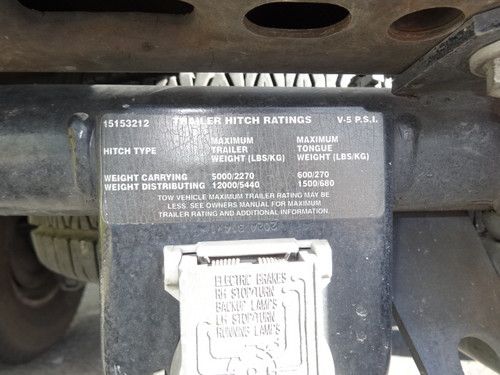 15153212 TRAILER HITCH RATINGS V-5 P.S.I.
MAXIMUM MAXIMUM
HITCH TYPE TRAILER TONGUE
WEIGHT (LBS/KG) WEIGHT (LBS/KG)
WEIGHT CARRYING 5000/2270 600/270
WEIGHT DISTRIBUTING 12000/5440 1500/680
TOW VEHICLE MAXIMUM TRAILER RATING MAY BE
LESS. SEE OWNERS MANUAL FOR MAXIMUM
TRAILER RATING AND ADDITIONAL INFORMATION.
ELECTRIC BRAKES
RH STOP/TURN
BACKUP LAMPS
LH STOP/TURN
RUNNING LAMPS